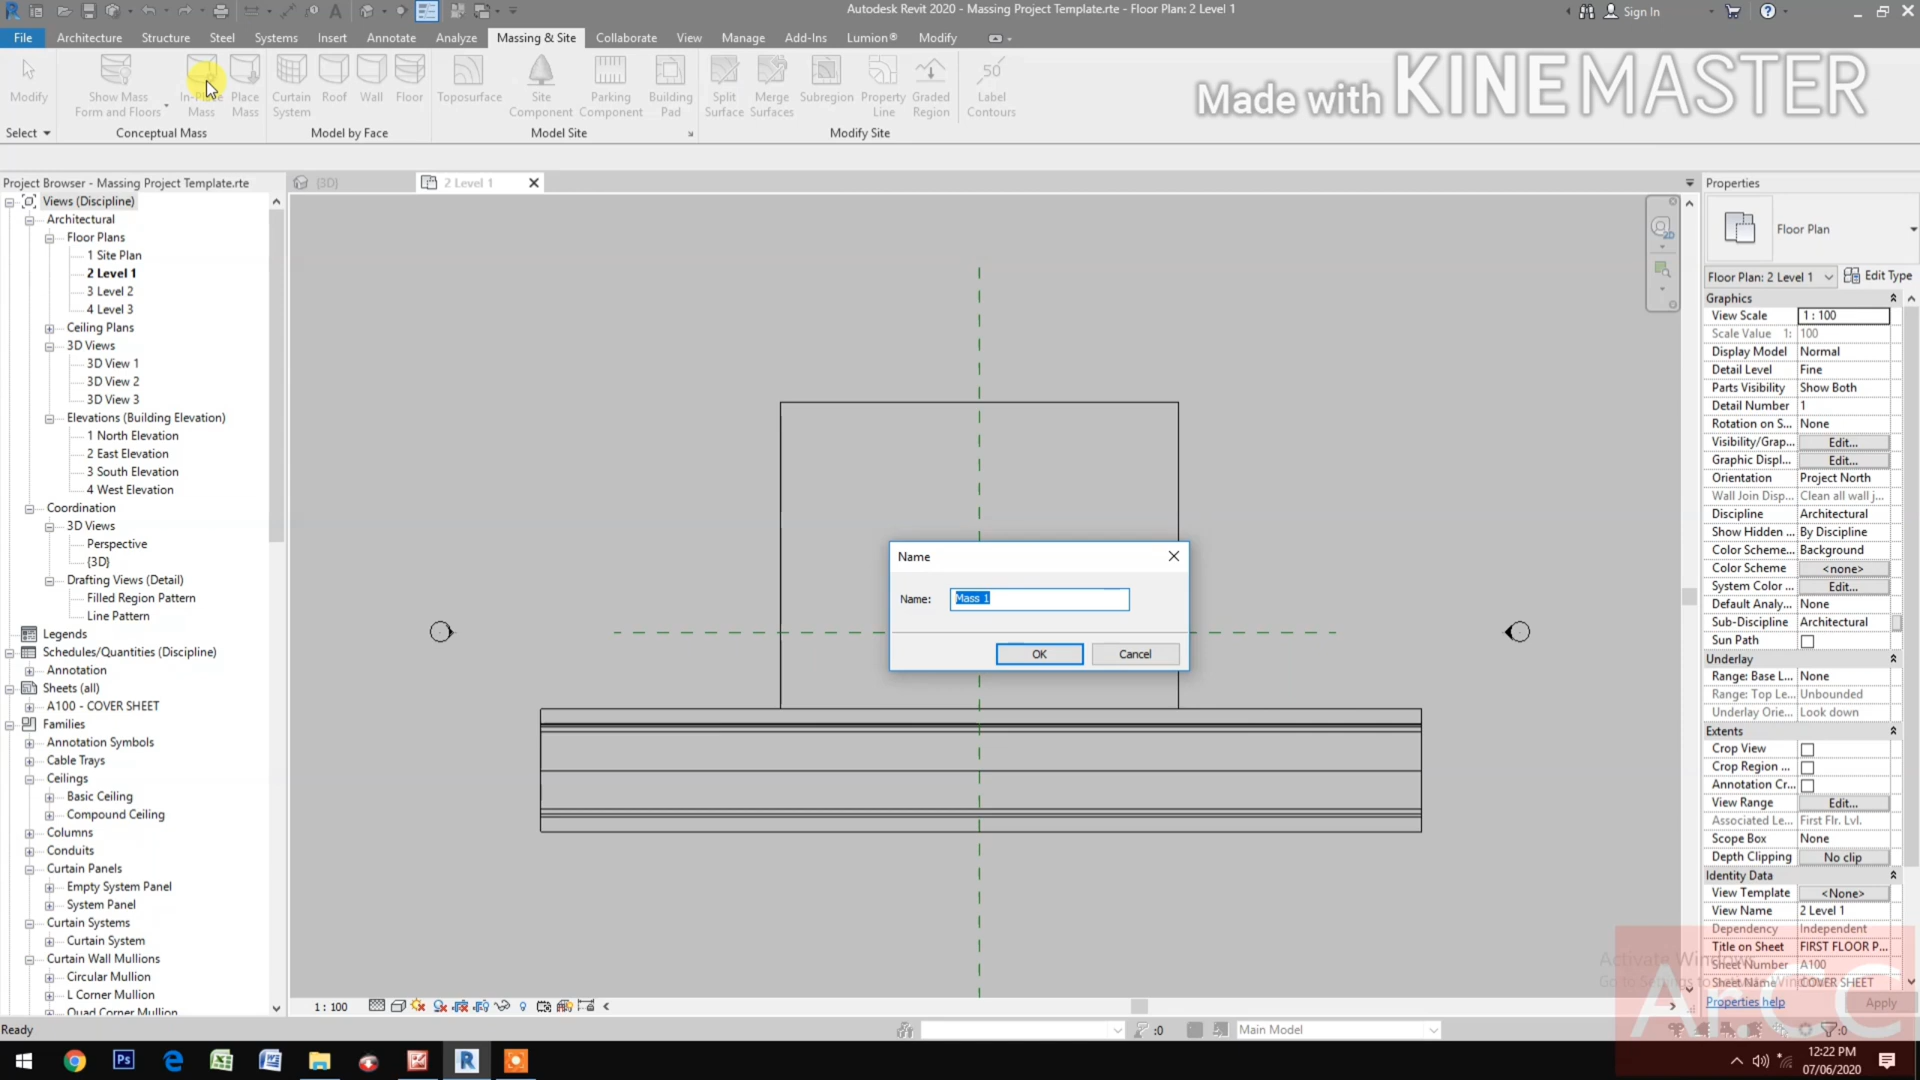 Autodesk Revit 2020 - Massing Project Template.rte - Floor Plan: 2 Level 1
Sign In
File Architecture Structure Steel Systems Insert Annotate Analyze Massing & Site Collaborate View Manage Add-Ins Lumion® Modify
Modify
Show Mass Form and Floors
In-Place Mass
Place Mass
Curtain System
Roof
Wall
Floor
Toposurface
Site Component
Parking Component
Building Pad
Split Surface
Merge Surfaces
Subregion
Property Line
Graded Region
Label Contours
Select
Conceptual Mass
Model by Face
Model Site
Modify Site
Made with KINEMASTER
Project Browser - Massing Project Template.rte
Views (Discipline)
Architectural
Floor Plans
1 Site Plan
2 Level 1
3 Level 2
4 Level 3
Ceiling Plans
3D Views
3D View 1
3D View 2
3D View 3
Elevations (Building Elevation)
1 North Elevation
2 East Elevation
3 South Elevation
4 West Elevation
Coordination
3D Views
Perspective
{3D}
Drafting Views (Detail)
Filled Region Pattern
Line Pattern
Legends
Schedules/Quantities (Discipline)
Annotation
Sheets (all)
A100 - COVER SHEET
Families
Annotation Symbols
Cable Trays
Ceilings
Basic Ceiling
Compound Ceiling
Columns
Conduits
Curtain Panels
Empty System Panel
System Panel
Curtain Systems
Curtain System
Curtain Wall Mullions
Circular Mullion
L Corner Mullion
Quad Corner Mullion
{3D}
2 Level 1
Name
Name: Mass 1
OK Cancel
Properties
Floor Plan
Floor Plan: 2 Level 1 Edit Type
Graphics
View Scale 1 : 100
Scale Value 1: 100
Display Model Normal
Detail Level Fine
Parts Visibility Show Both
Detail Number 1
Rotation on S... None
Visibility/Grap... Edit...
Graphic Displ... Edit...
Orientation Project North
Wall Join Disp... Clean all wall j...
Discipline Architectural
Show Hidden ... By Discipline
Color Scheme... Background
Color Scheme <none>
System Color ... Edit...
Default Analy... None
Sub-Discipline Architectural
Sun Path
Underlay
Range: Base L... None
Range: Top Le... Unbounded
Underlay Orie... Look down
Extents
Crop View
Crop Region ...
Annotation Cr...
View Range Edit...
Associated Le... First Flr. Lvl.
Scope Box None
Depth Clipping No clip
Identity Data
View Template <None>
View Name 2 Level 1
Dependency Independent
Title on Sheet FIRST FLOOR P...
Sheet Number A100
Sheet Name COVER SHEET
Properties help Apply
Activate Windows
ArCC
1 : 100
Ready
:0
Main Model
:0
12:22 PM
07/06/2020